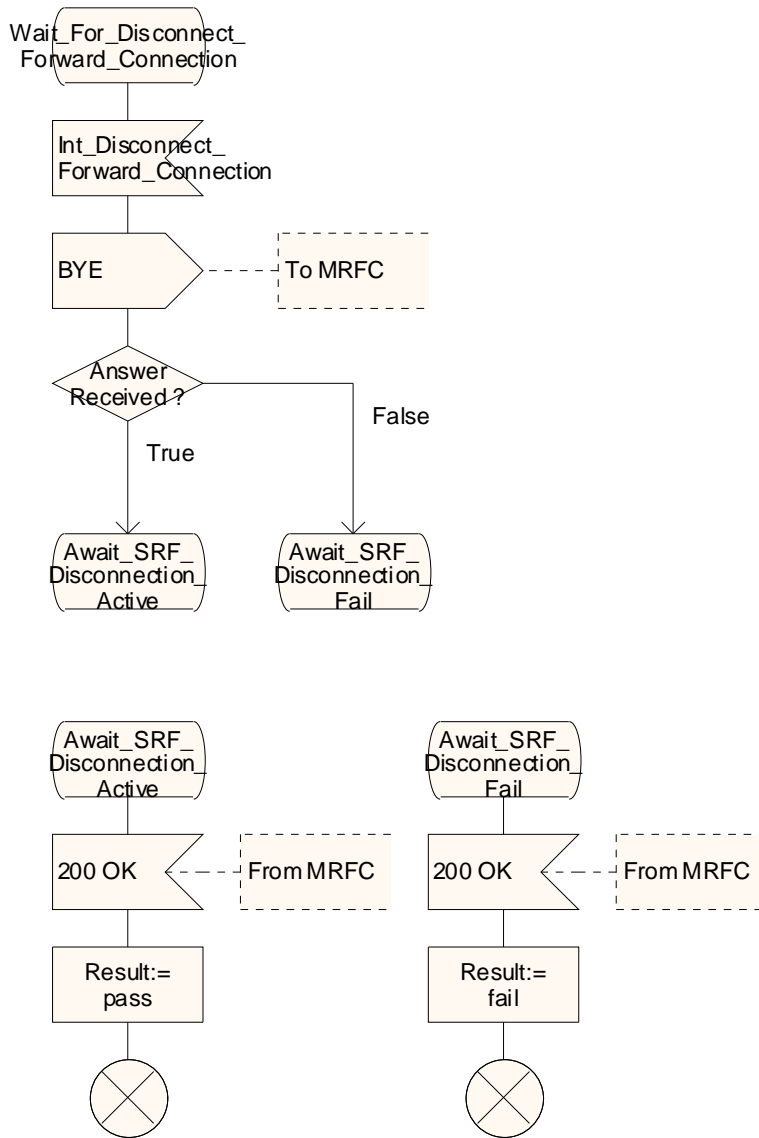 Wait_For_Disconnect_
Forward_Connection
Int_Disconnect_
Forward_Connection
BYE
To MRFC
Answer
Received ?
False
True
Await_SRF_
Disconnection_
Active
Await_SRF_
Disconnection_
Fail
Await_SRF_
Disconnection_
Active
Await_SRF_
Disconnection_
Fail
200 OK
From MRFC
200 OK
From MRFC
Result:=
pass
Result:=
fail